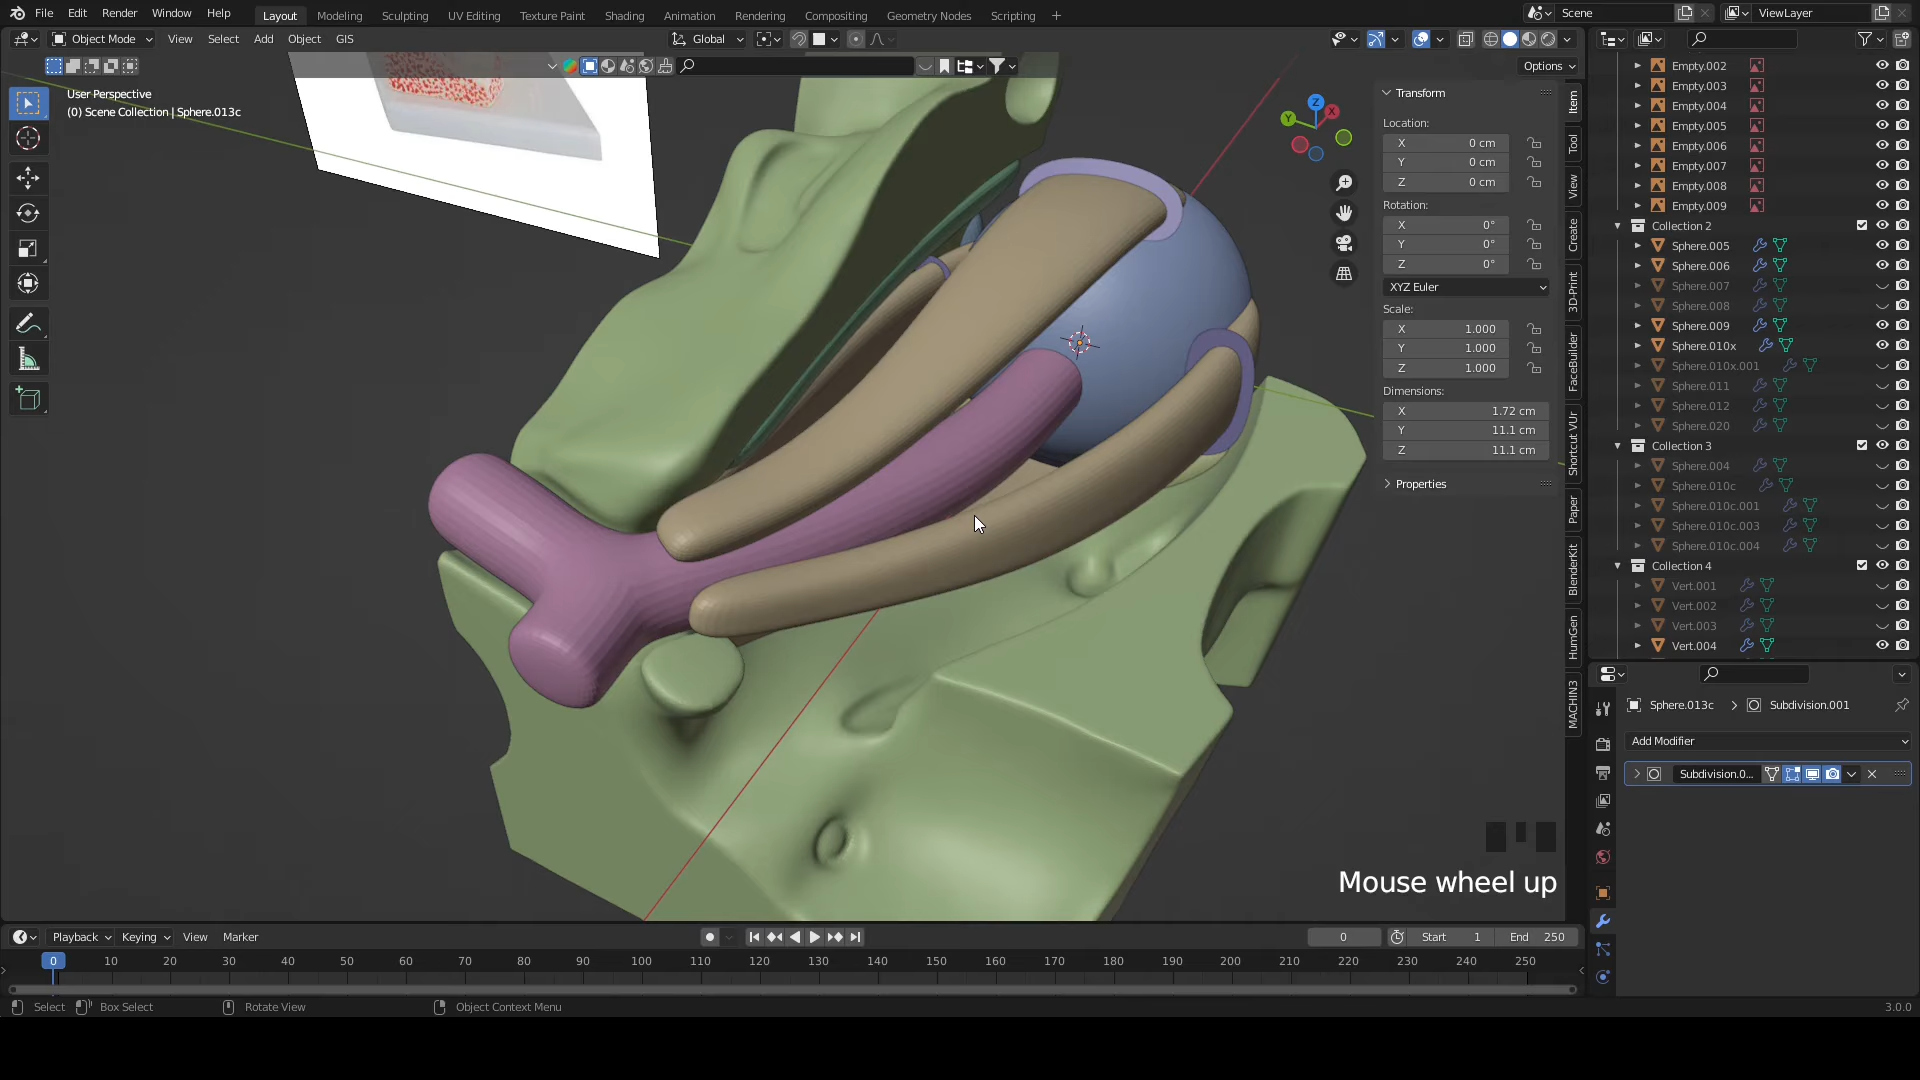 File Edit Render Window Help Layout Modeling Sculpting UV Editing Texture Paint Shading Animation Rendering Compositing Geometry Nodes Scripting + Scene ViewLayer
Object Mode View Select Add Object GIS Global
Options
User Perspective
(0) Scene Collection | Sphere.013c
Transform
Location:
X 0 cm
Y 0 cm
Z 0 cm
Rotation:
X 0°
Y 0°
Z 0°
XYZ Euler
Scale:
X 1.000
Y 1.000
Z 1.000
Dimensions:
X 1.72 cm
Y 11.1 cm
Z 11.1 cm
Properties
Z
Y
X
Item
Tool
View
Create
3D-Print
FaceBuilder
Shortcut VUr
Paper
BlenderKit
HumGen
MACHIN3
Empty.002
Empty.003
Empty.004
Empty.005
Empty.006
Empty.007
Empty.008
Empty.009
Collection 2
Sphere.005
Sphere.006
Sphere.007
Sphere.008
Sphere.009
Sphere.010x
Sphere.010x.001
Sphere.011
Sphere.012
Sphere.020
Collection 3
Sphere.004
Sphere.010c
Sphere.010c.001
Sphere.010c.003
Sphere.010c.004
Collection 4
Vert.001
Vert.002
Vert.003
Vert.004
Sphere.013c > Subdivision.001
Add Modifier
Subdivision.0...
Mouse wheel up
Playback Keying View Marker 0 Start 1 End 250
0 10 20 30 40 50 60 70 80 90 100 110 120 130 140 150 160 170 180 190 200 210 220 230 240 250
Select Box Select Rotate View Object Context Menu 3.0.0